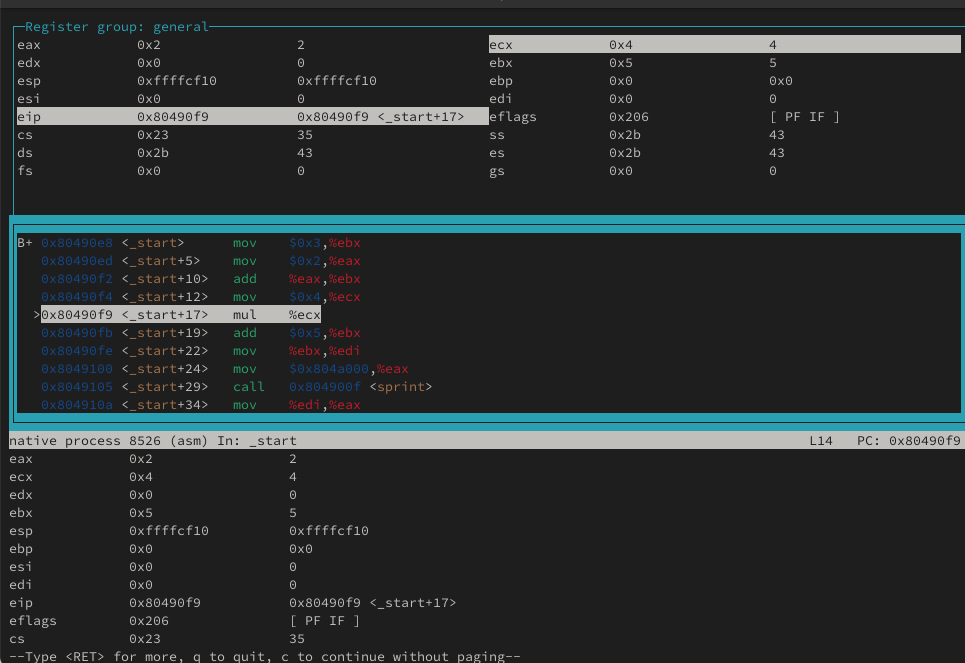 Register group: general
eax 0x2 2 ecx 0x4 4
edx 0x0 0 ebx 0x5 5
esp 0xffffcf10 0xffffcf10 ebp 0x0 0x0
esi 0x0 0 edi 0x0 0
eip 0x80490f9 0x80490f9 <_start+17> eflags 0x206 [ PF IF ]
cs 0x23 35 ss 0x2b 43
ds 0x2b 43 es 0x2b 43
fs 0x0 0 gs 0x0 0
B+ 0x80490e8 <_start> mov $0x3,%ebx
0x80490ed <_start+5> mov $0x2,%eax
0x80490f2 <_start+10> add %eax,%ebx
0x80490f4 <_start+12> mov $0x4,%ecx
>0x80490f9 <_start+17> mul %ecx
0x80490fb <_start+19> add $0x5,%ebx
0x80490fe <_start+22> mov %ebx,%edi
0x8049100 <_start+24> mov $0x804a000,%eax
0x8049105 <_start+29> call 0x804900f <sprint>
0x804910a <_start+34> mov %edi,%eax
native process 8526 (asm) In: _start L14 PC: 0x80490f9
eax 0x2 2
ecx 0x4 4
edx 0x0 0
ebx 0x5 5
esp 0xffffcf10 0xffffcf10
ebp 0x0 0x0
esi 0x0 0
edi 0x0 0
eip 0x80490f9 0x80490f9 <_start+17>
eflags 0x206 [ PF IF ]
cs 0x23 35
--Type <RET> for more, q to quit, c to continue without paging--